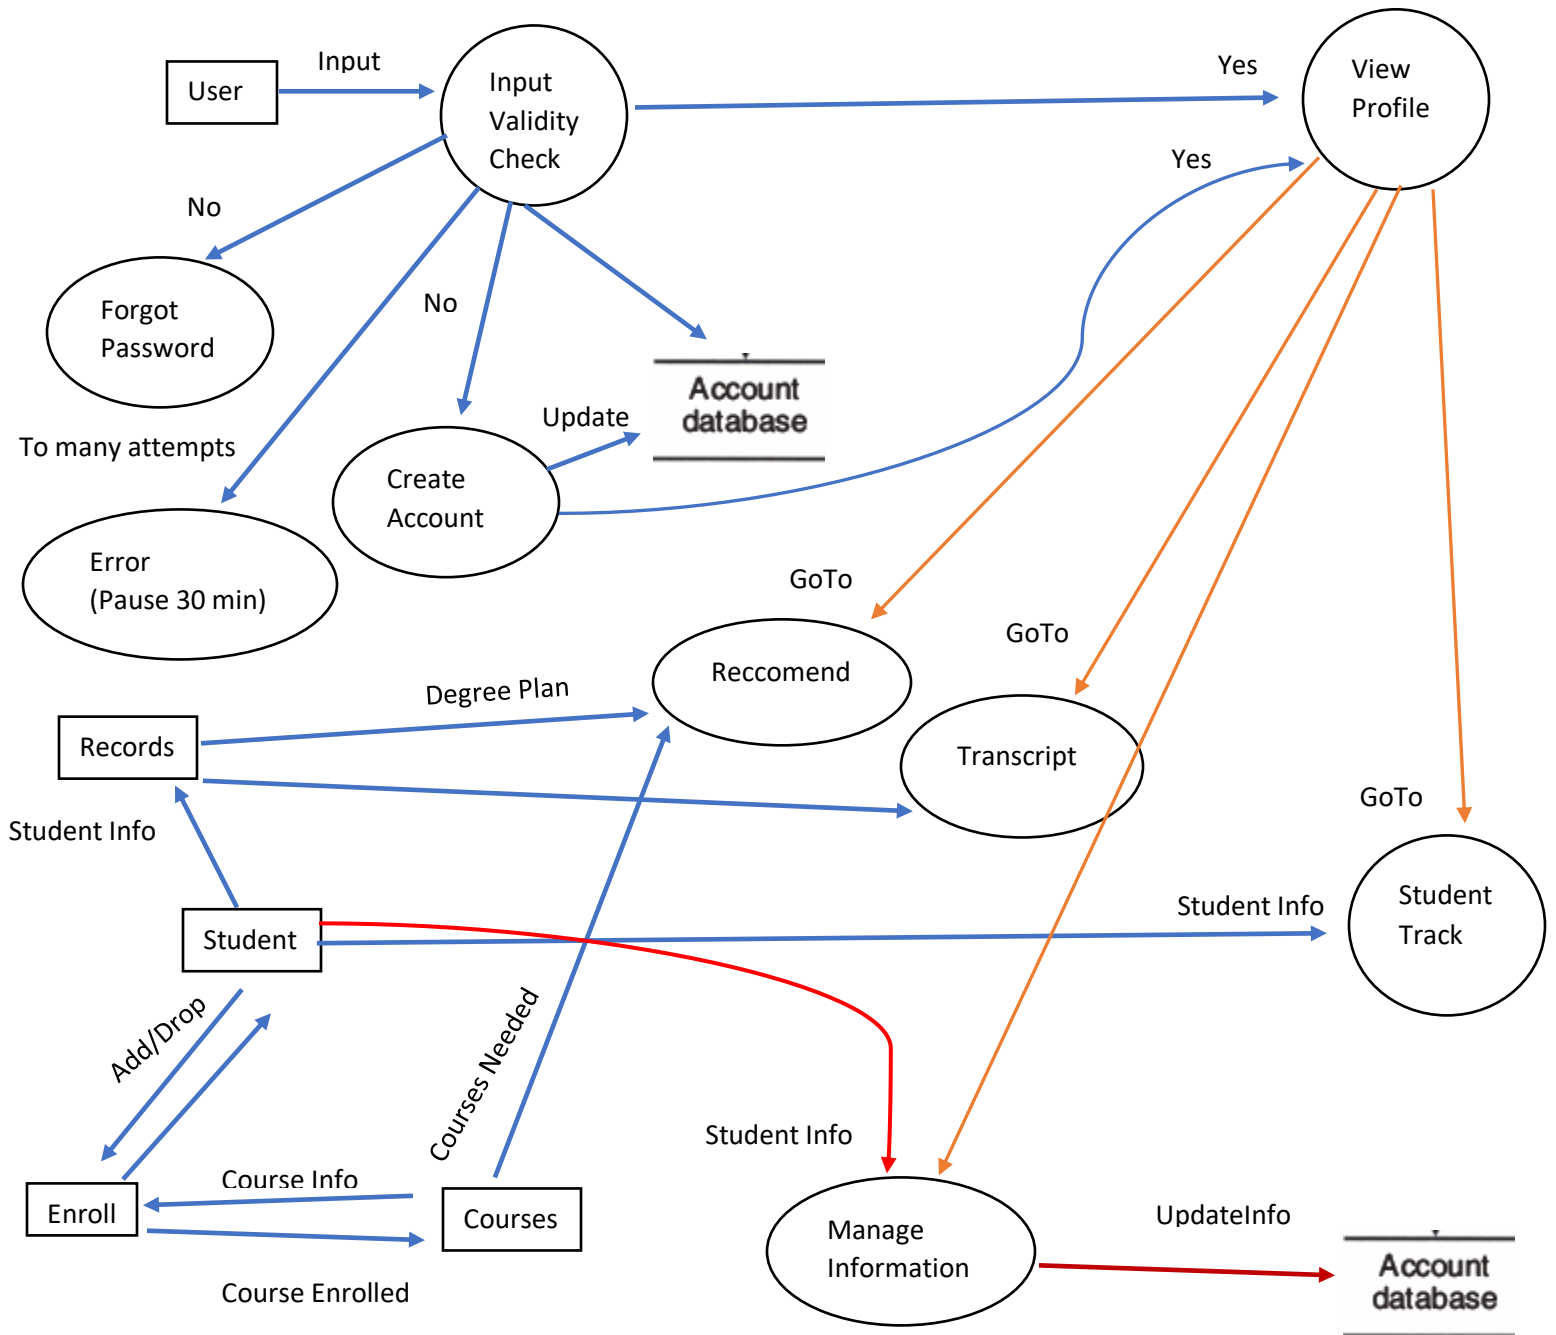 Input
User
Input
Validity
Check
Yes
View
Profile
Yes
No
No
Forgot
Password
Account
database
Update
To many attempts
Create
Account
Error
(Pause 30 min)
GoTo
GoTo
Reccomend
Degree Plan
Records
Transcript
GoTo
Student Info
Student
Student Info
Student
Track
Add/Drop
Courses Needed
Student Info
Course Info
Enroll
Courses
Course Enrolled
Manage
Information
UpdateInfo
Account
database